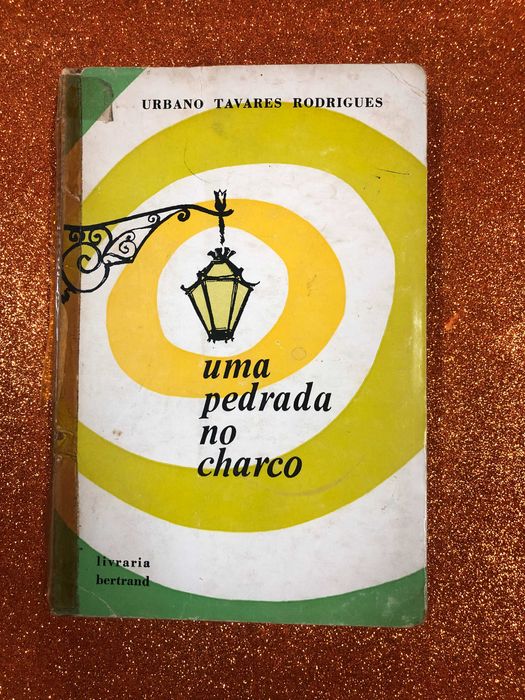 URBANO TAVARES RODRIGUES
uma
pedrada
no
charco
livraria
bertrand